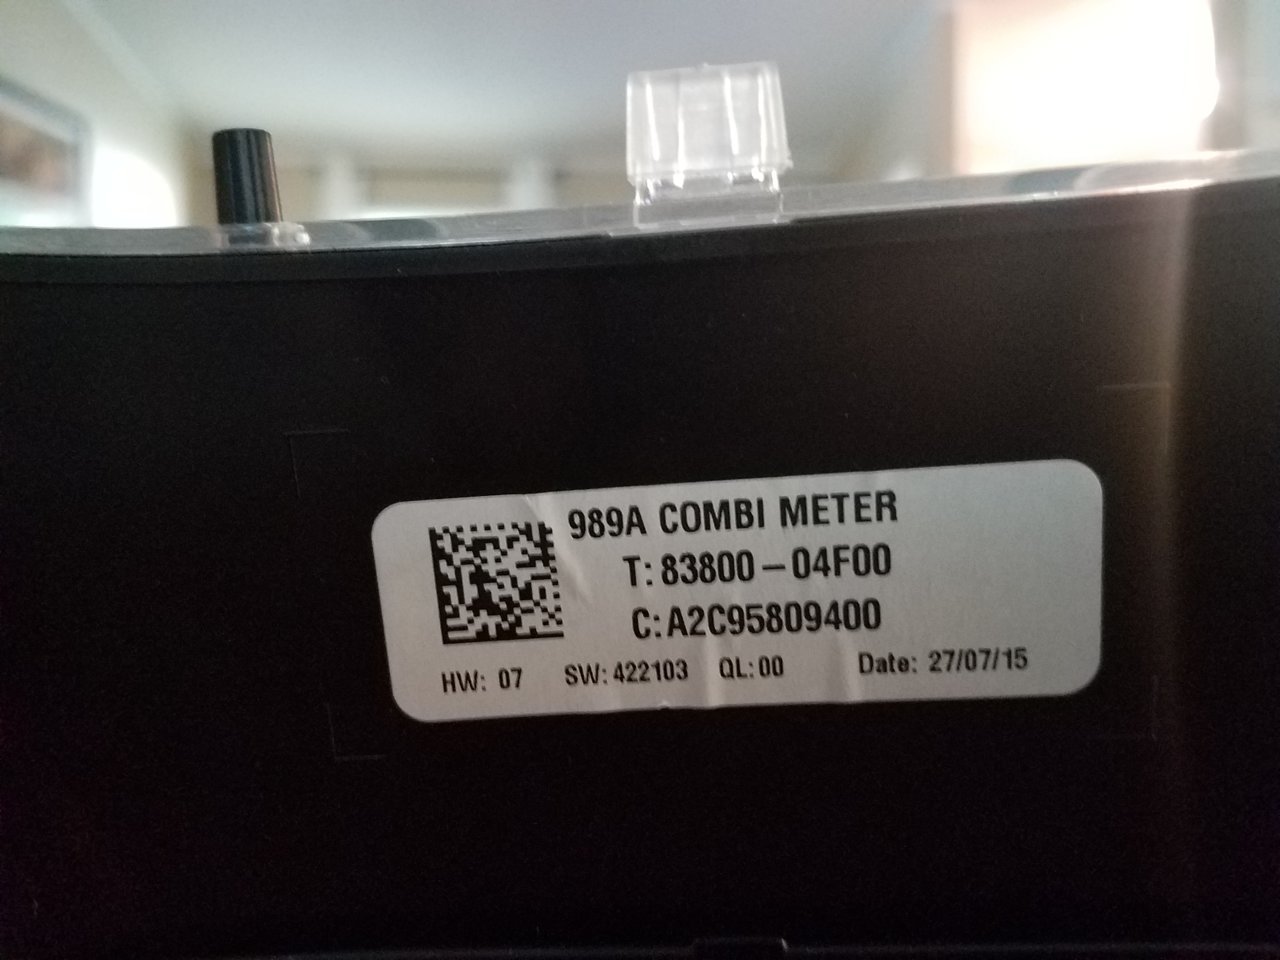 989A COMBI METER
T: 83800-04F00
C: A2C95809400
HW: 07 SW: 422103 QL: 00 Date: 27/07/15